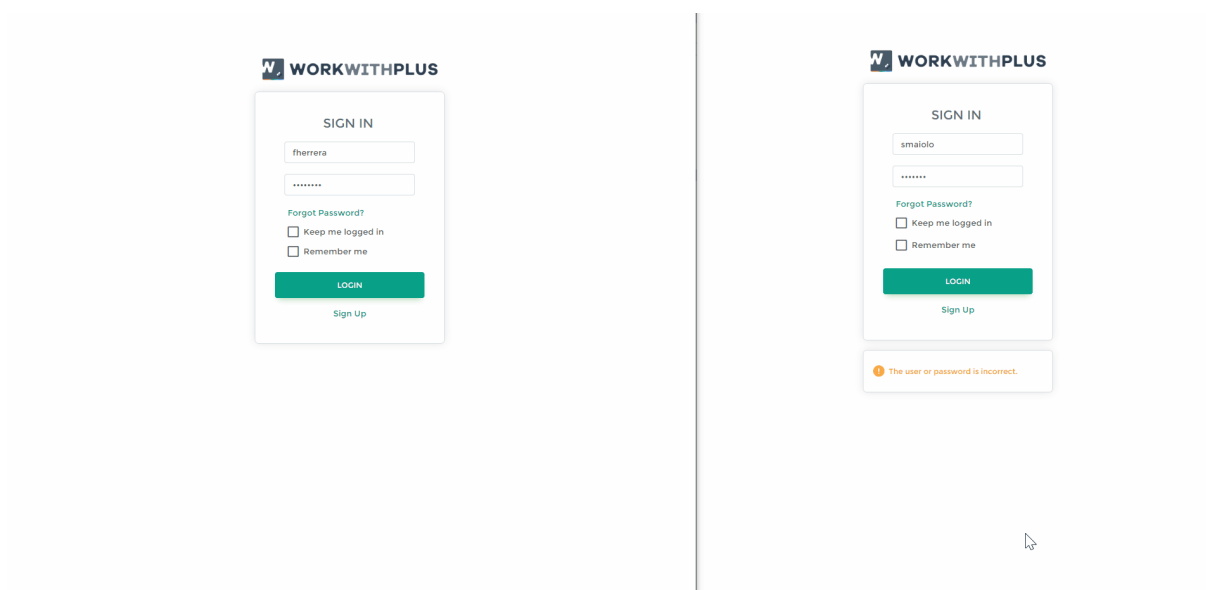 W, WORKWITHPLUS
SIGN IN
fherrera
••••••••
Forgot Password?
Keep me logged in
Remember me
LOGIN
Sign Up
W, WORKWITHPLUS
SIGN IN
smaiolo
•••••••
Forgot Password?
Keep me logged in
Remember me
LOGIN
Sign Up
! The user or password is incorrect.